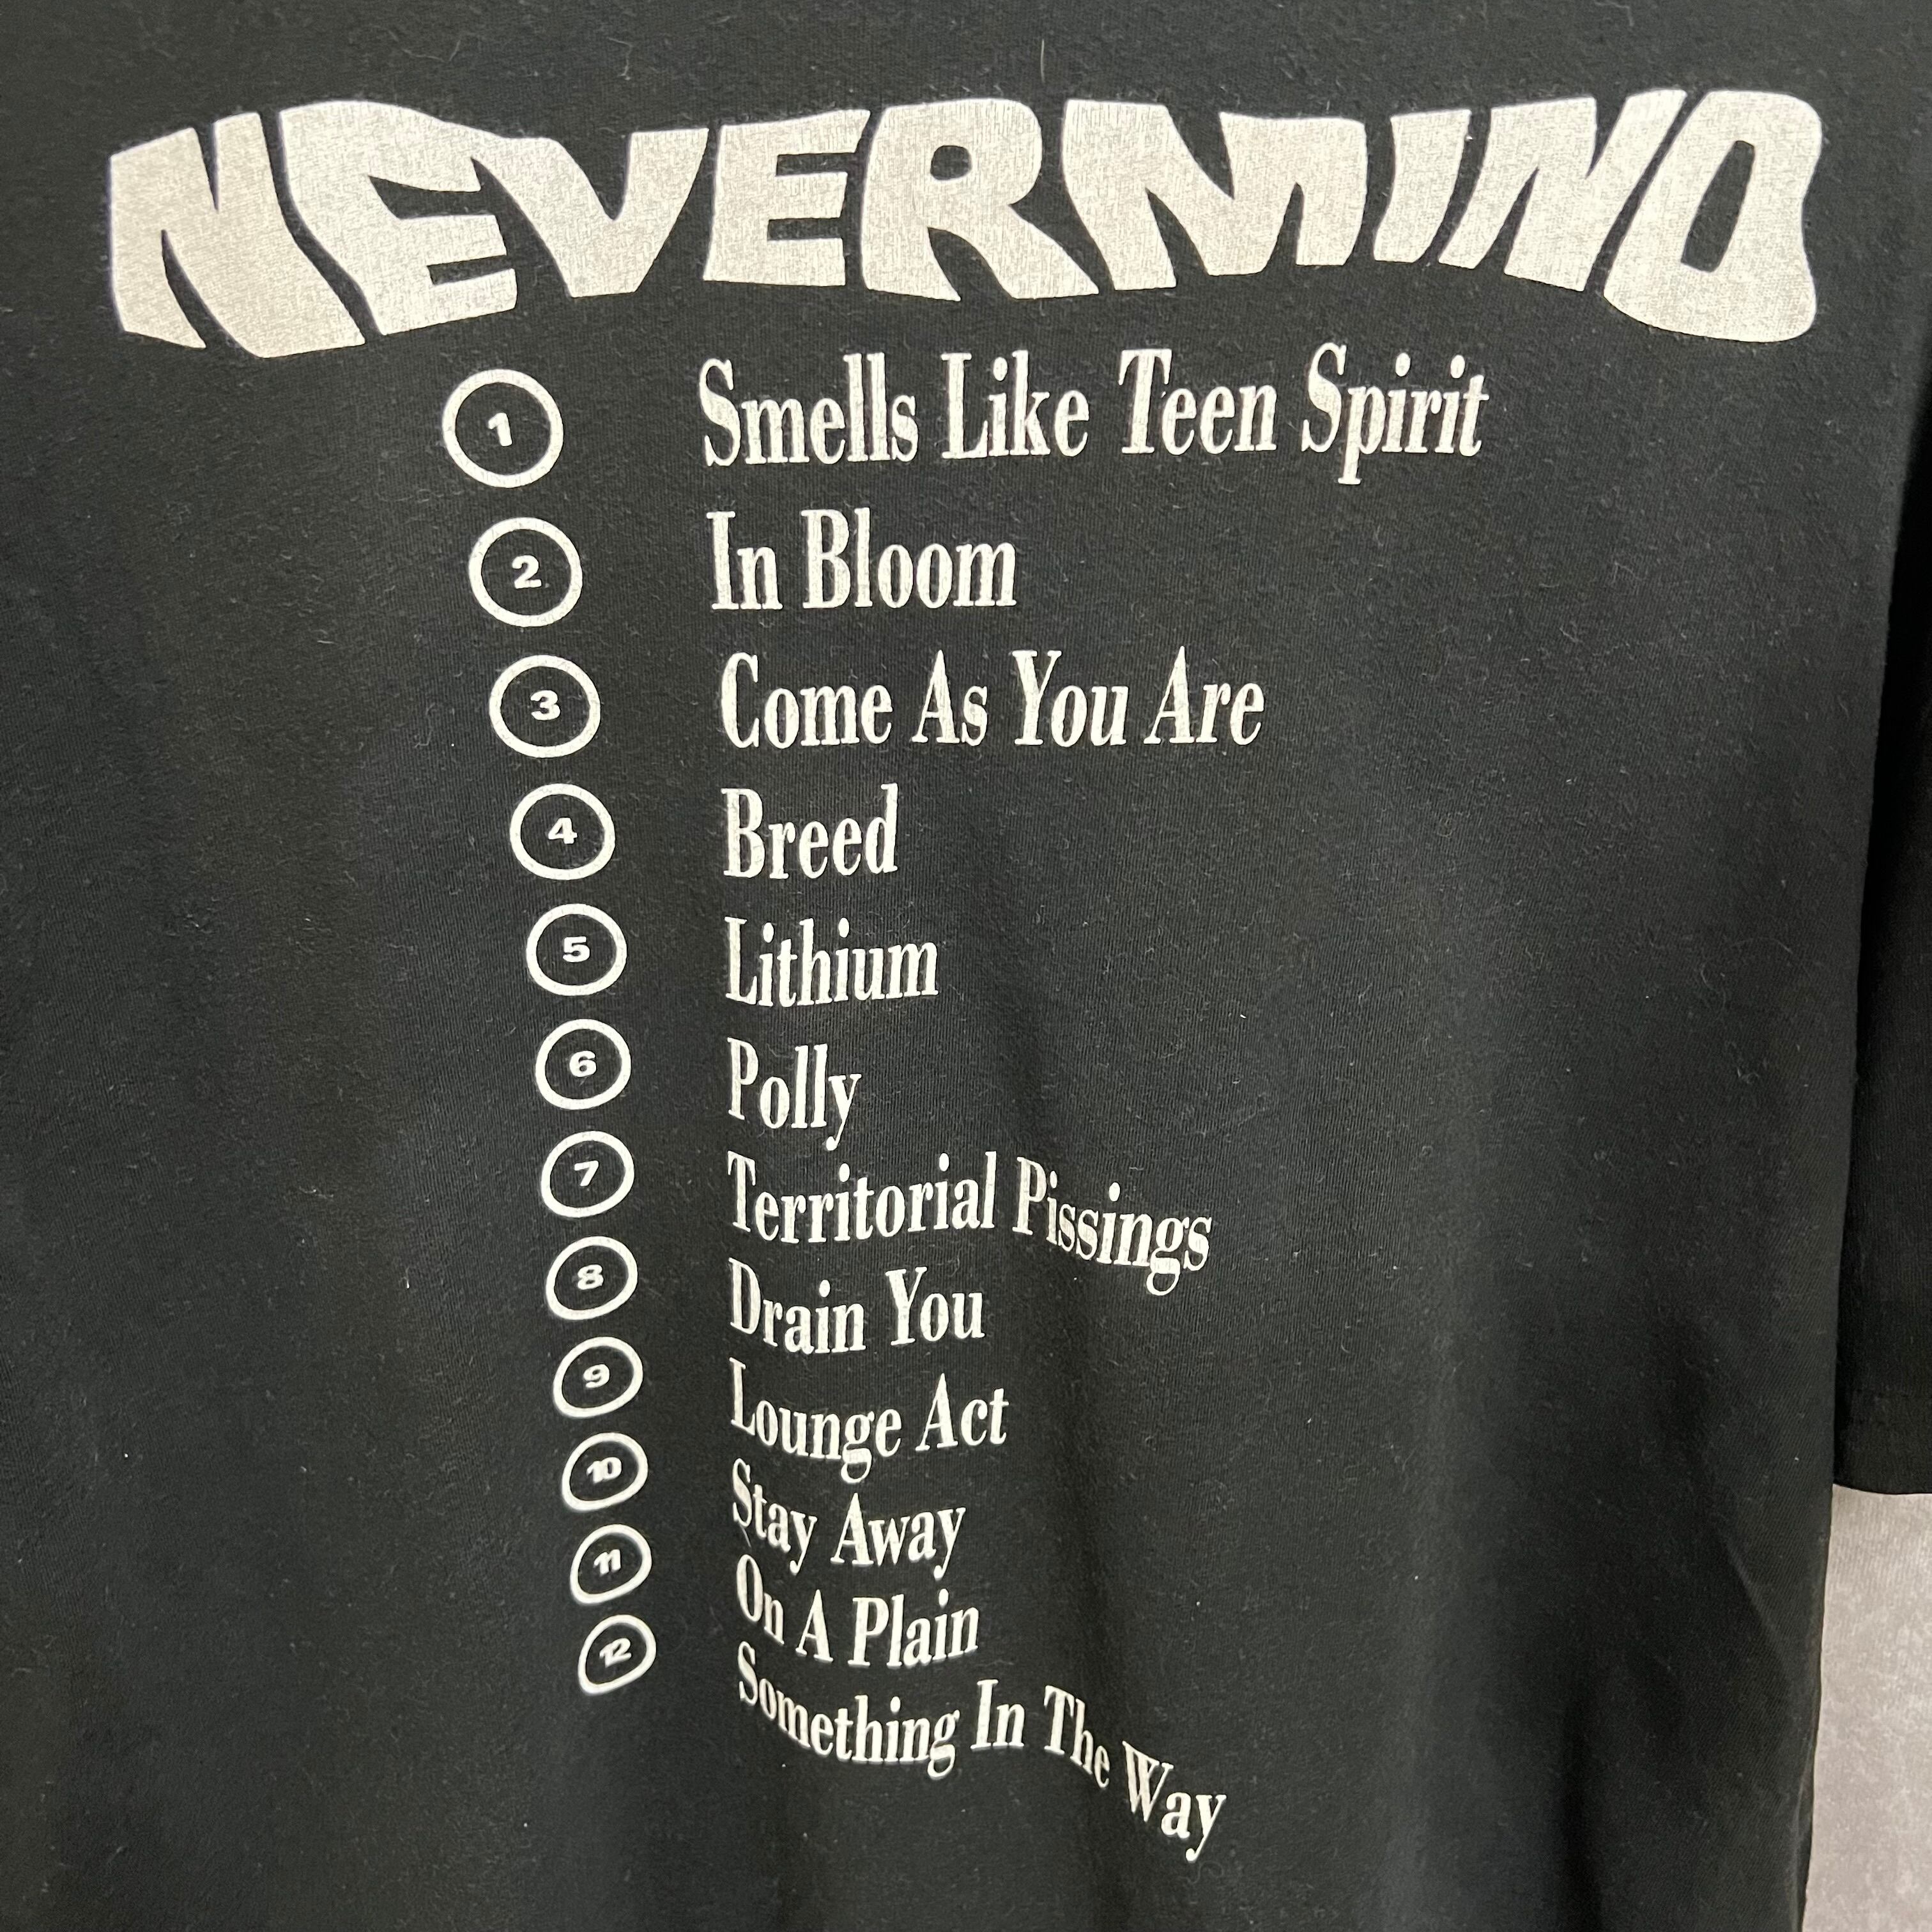 NEVERMIND
1 Smells Like Teen Spirit
2 In Bloom
3 Come As You Are
4 Breed
5 Lithium
6 Polly
7 Territorial Pissings
8 Drain You
9 Lounge Act
10 Stay Away
11 On A Plain
12 Something In The Way